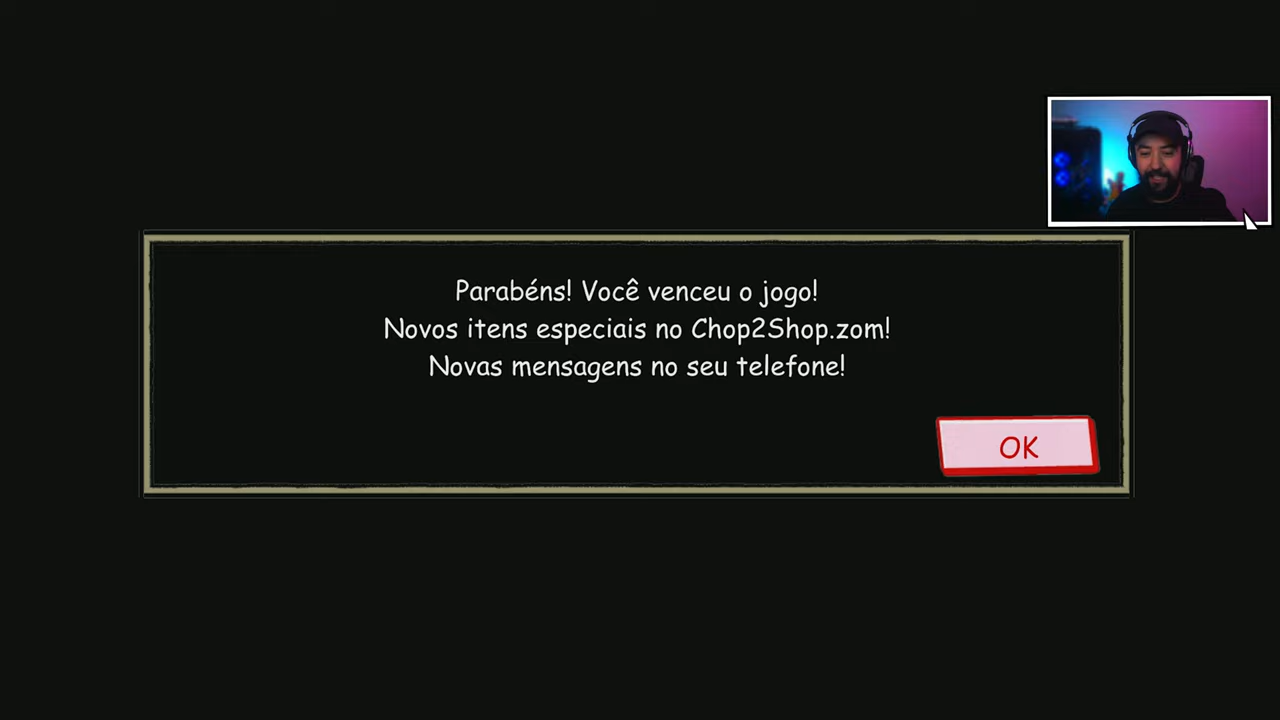 Parabéns! Você venceu o jogo!
Novos itens especiais no Chop2Shop.zom!
Novas mensagens no seu telefone!
OK